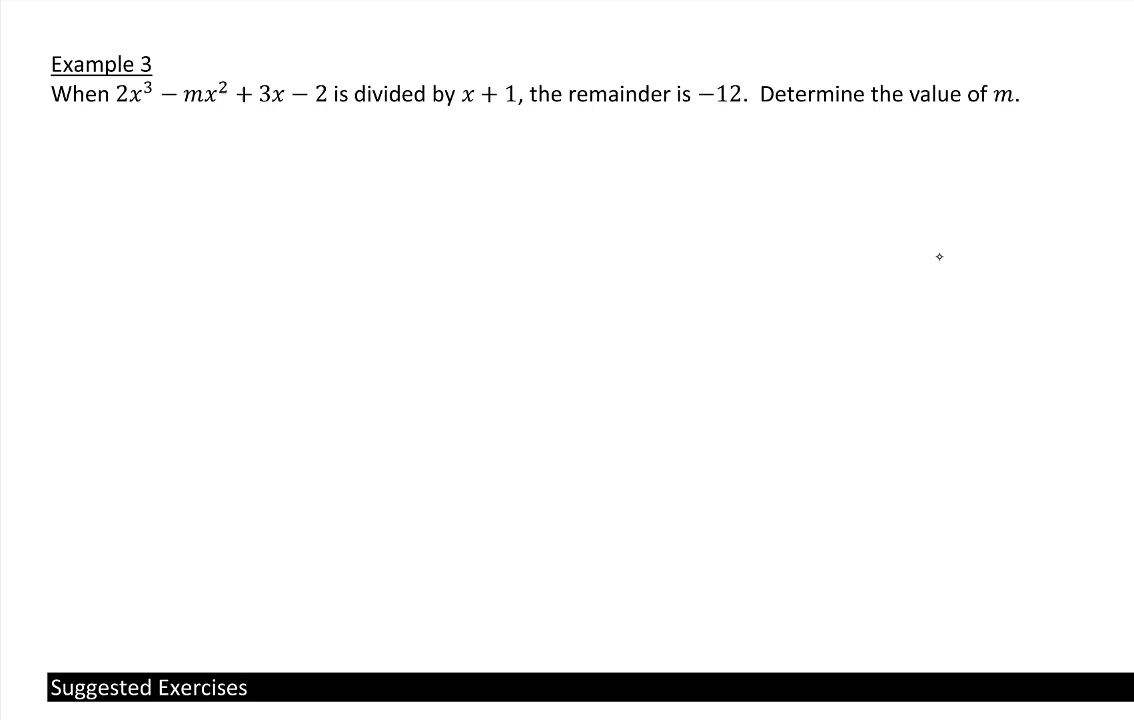 Example 3
When 2x³ − mx² + 3x − 2 is divided by x + 1, the remainder is −12.  Determine the value of m.
Suggested Exercises